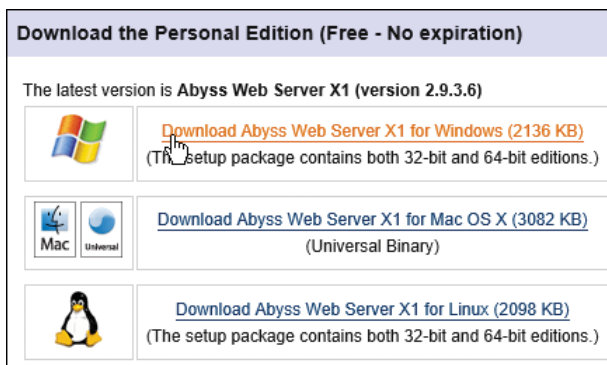 Download the Personal Edition (Free - No expiration)
The latest version is Abyss Web Server X1 (version 2.9.3.6)
Download Abyss Web Server X1 for Windows (2136 KB)
(The setup package contains both 32-bit and 64-bit editions.)
Mac
Universal
Download Abyss Web Server X1 for Mac OS X (3082 KB)
(Universal Binary)
Download Abyss Web Server X1 for Linux (2098 KB)
(The setup package contains both 32-bit and 64-bit editions.)